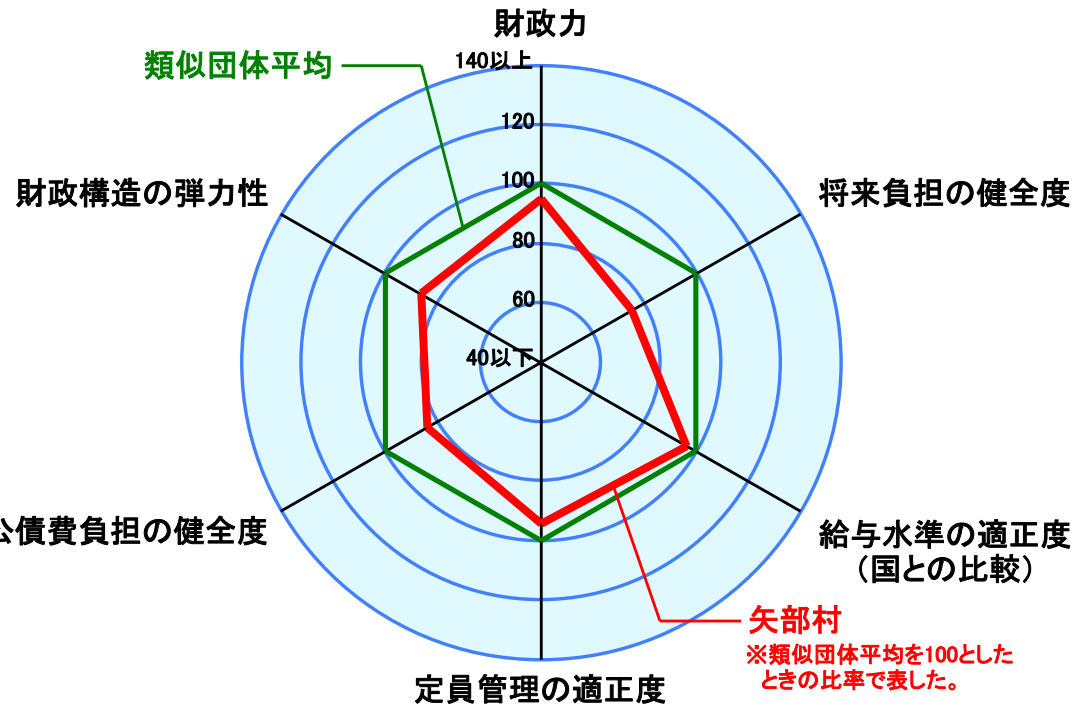 財政力
類似団体平均
140以上
120
100
80
60
40以下
財政構造の弾力性
将来負担の健全度
公債費負担の健全度
給与水準の適正度
（国との比較）
矢部村
※類似団体平均を100とした
ときの比率で表した。
定員管理の適正度